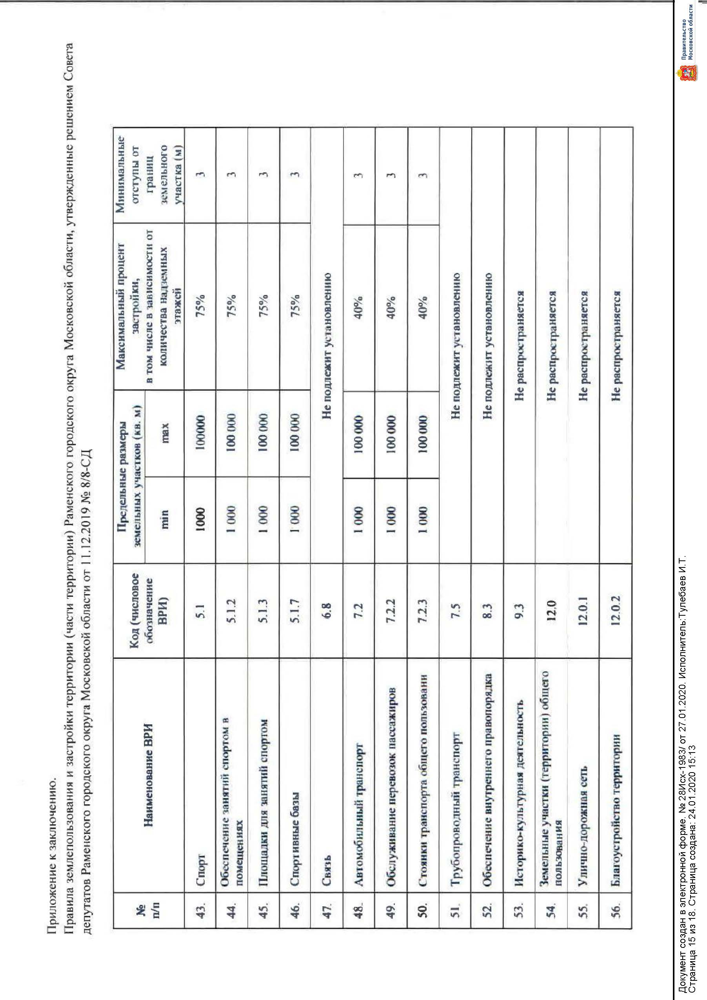 Приложение к заключению.
Правила землепользования и застройки территории (части территории) Раменского городского округа Московской области, утвержденные решением Совета
депутатов Раменского городского округа Московской области от 11.12.2019 № 8/8-СД
№
п/п
Наименование ВРИ
Код (числовое
обозначение
ВРИ)
Предельные размеры
земельных участков (кв. м)
min
max
Максимальный процент
застройки,
в том числе в зависимости от
количества надземных
этажей
Минимальные
отступы от
границ
земельного
участка (м)
43. Спорт 5.1 1000 100000 75% 3
44. Обеспечение занятий спортом в
помещениях 5.1.2 1 000 100 000 75% 3
45. Площадки для занятий спортом 5.1.3 1 000 100 000 75% 3
46. Спортивные базы 5.1.7 1 000 100 000 75% 3
47. Связь 6.8 Не подлежит установлению
48. Автомобильный транспорт 7.2 1 000 100 000 40% 3
49. Обслуживание перевозок пассажиров 7.2.2 1 000 100 000 40% 3
50. Стоянки транспорта общего пользовани 7.2.3 1 000 100 000 40% 3
51. Трубопроводный транспорт 7.5 Не подлежит установлению
52. Обеспечение внутреннего правопорядка 8.3 Не подлежит установлению
53. Историко-культурная деятельность 9.3 Не распространяется
54. Земельные участки (территории) общего
пользования 12.0 Не распространяется
55. Улично-дорожная сеть 12.0.1 Не распространяется
56. Благоустройство территории 12.0.2 Не распространяется
Документ создан в электронной форме. № 28Исх-1983/ от 27.01.2020. Исполнитель:Тулебаев И.Т.
Страница 15 из 18. Страница создана: 24.01.2020 15:13
Правительство
Московской области